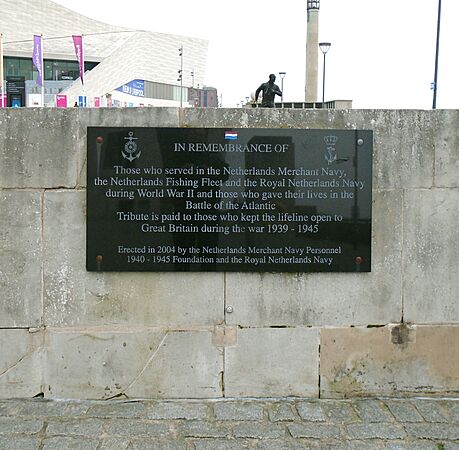 IN REMEMBRANCE OF
Those who served in the Netherlands Merchant Navy,
the Netherlands Fishing Fleet and the Royal Netherlands Navy
during World War II and those who gave their lives in the
Battle of the Atlantic
Tribute is paid to those who kept the lifeline open to
Great Britain during the war 1939 - 1945
Erected in 2004 by the Netherlands Merchant Navy Personnel
1940 - 1945 Foundation and the Royal Netherlands Navy